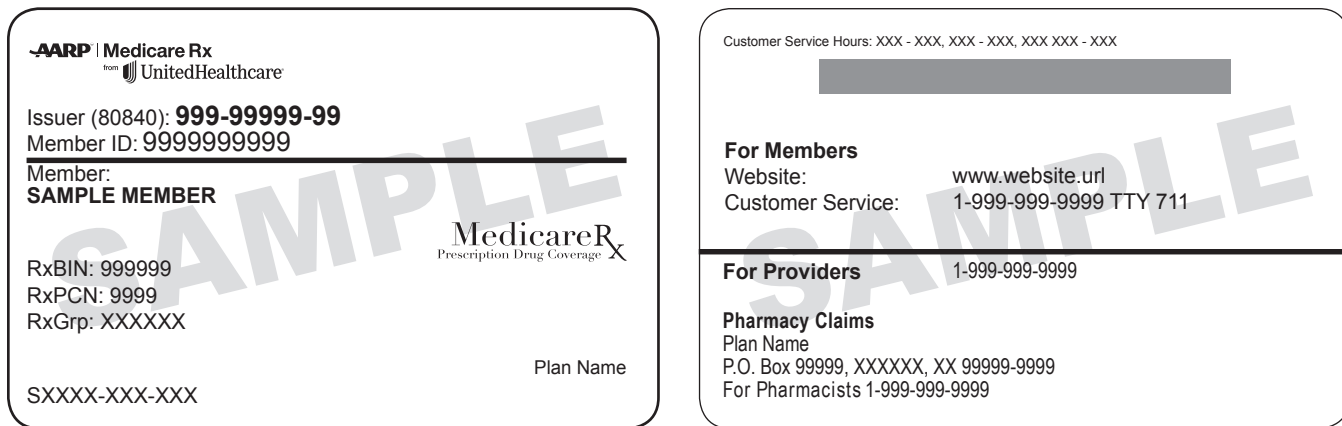 AARP | Medicare Rx
from UnitedHealthcare
Issuer (80840): 999-99999-99
Member ID: 9999999999
Member:
SAMPLE MEMBER
MedicareRx
Prescription Drug Coverage
RxBIN: 999999
RxPCN: 9999
RxGrp: XXXXXX
Plan Name
SXXXX-XXX-XXX
SAMPLE
Customer Service Hours: XXX - XXX, XXX - XXX, XXX XXX - XXX
For Members
Website: www.website.url
Customer Service: 1-999-999-9999 TTY 711
For Providers 1-999-999-9999
Pharmacy Claims
Plan Name
P.O. Box 99999, XXXXXX, XX 99999-9999
For Pharmacists 1-999-999-9999
SAMPLE